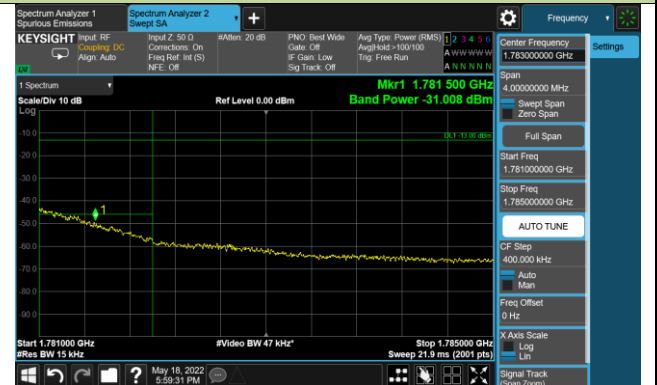 Spectrum Analyzer 1
Spurious Emissions
Spectrum Analyzer 2
Swept SA
+
Frequency
KEYSIGHT
Input: RF
Coupling: DC
Align: Auto
Input Z: 50 Ω
Corrections: On
Freq Ref: Int (S)
NFE: Off
#Atten: 20 dB
PNO: Best Wide
Gate: Off
IF Gain: Low
Sig Track: Off
Avg Type: Power (RMS)
Avg|Hold:>100/100
Trig: Free Run
1 2 3 4 5 6
A W W W W W
A N N N N N
Center Frequency
1.783000000 GHz
Settings
Span
4.00000000 MHz
Swept Span
Zero Span
Full Span
Start Freq
1.781000000 GHz
Stop Freq
1.785000000 GHz
AUTO TUNE
CF Step
400.000 kHz
Auto
Man
Freq Offset
0 Hz
X Axis Scale
Log
Lin
Signal Track
(Span Zoom)
1 Spectrum
Scale/Div 10 dB
Log
Ref Level 0.00 dBm
Mkr1 1.781 500 GHz
Band Power -31.008 dBm
DL1 -13.00 dBm
-10.0
-20.0
-30.0
-40.0
-50.0
-60.0
-70.0
-80.0
-90.0
1
Start 1.781000 GHz
#Res BW 15 kHz
#Video BW 47 kHz*
Stop 1.785000 GHz
Sweep 21.9 ms (2001 pts)
?
May 18, 2022
5:59:31 PM